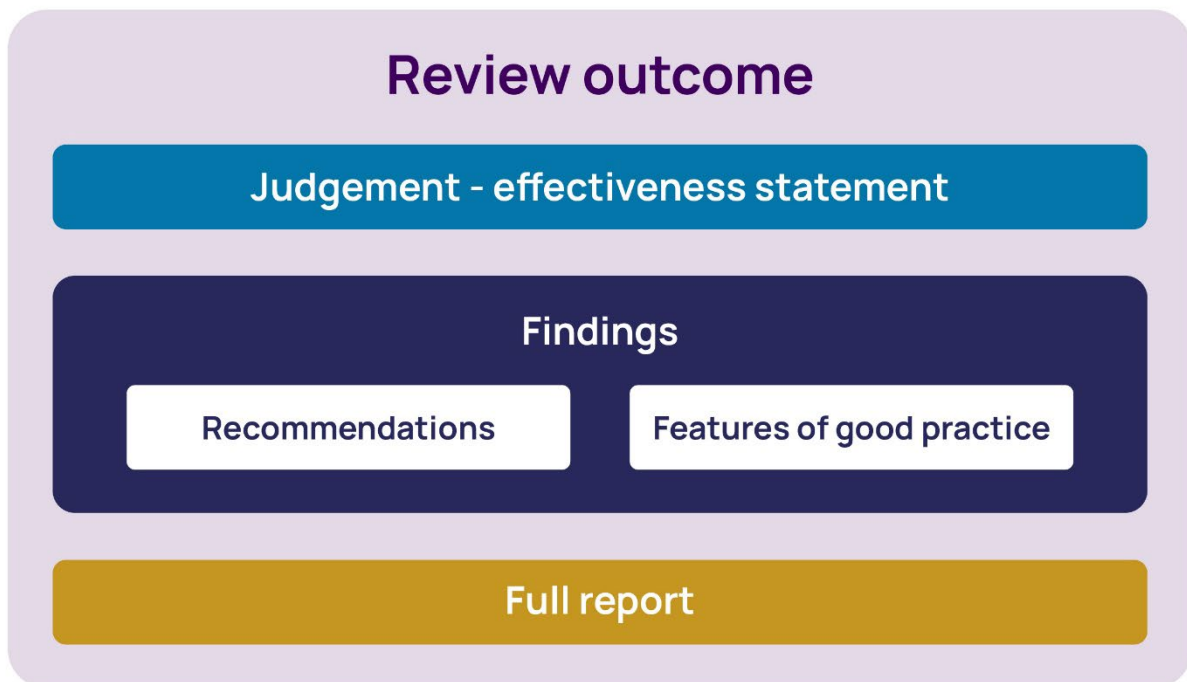 Review outcome
Judgement - effectiveness statement
Findings
Recommendations
Features of good practice
Full report